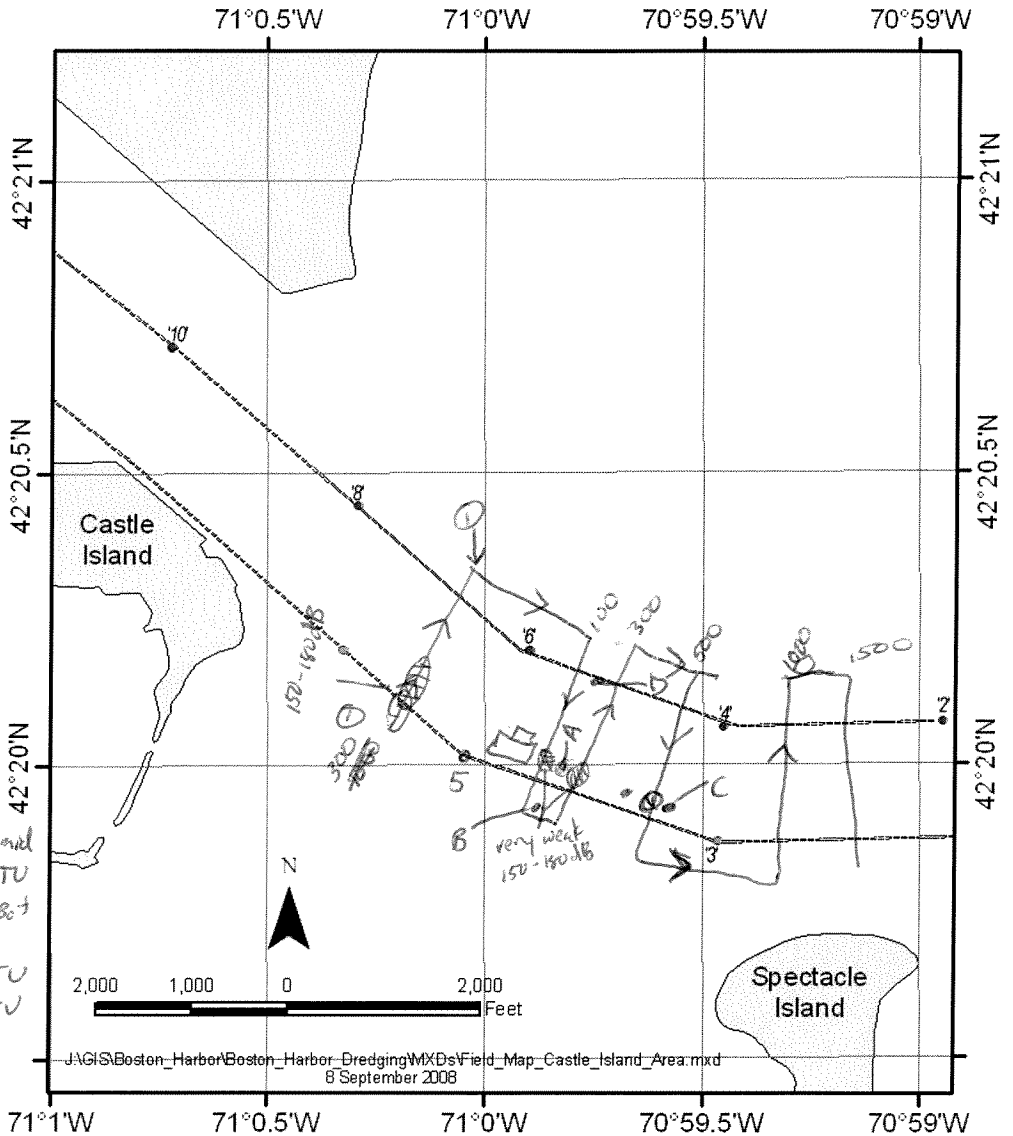 71°0.5'W 71°0'W 70°59.5'W 70°59'W
42°21'N
42°21'N
'10'
42°20.5'N
42°20.5'N
'8'
Castle
Island
150-180dB
'6'
100
300
500
1000
1500
D
'4'
'2'
300
A
42°20'N
42°20'N
5
C
B
very weak
150-180dB
3'
TU
N
2,000 1,000 0 2,000
Feet
Spectacle
Island
J:\GIS\Boston_Harbor\Boston_Harbor_Dredging\MXDs\Field_Map_Castle_Island_Area.mxd
8 September 2008
71°1'W 71°0.5'W 71°0'W 70°59.5'W 70°59'W